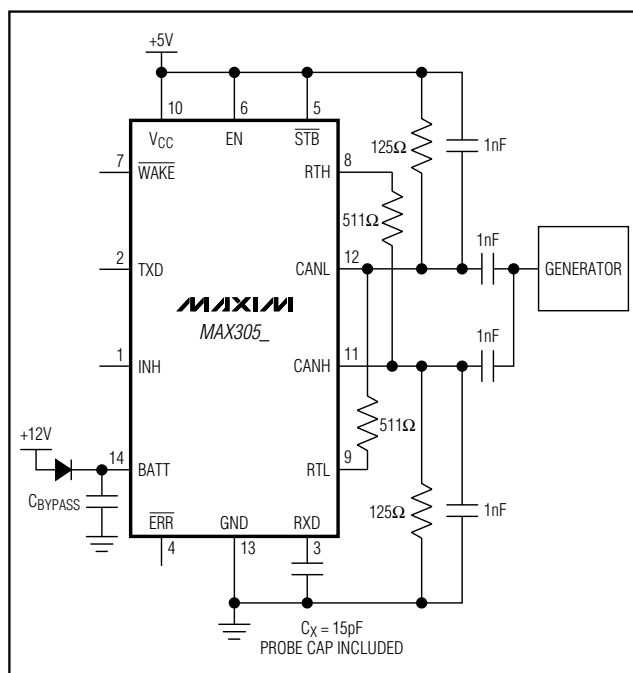 +5V
10 6 5
VCC EN STB
7 WAKE RTH 8
125Ω 1nF
511Ω
1nF
2 TXD CANL 12
GENERATOR
MAXIM
MAX305_
1nF
1 INH CANH 11
511Ω
+12V
14 BATT RTL 9
CBYPASS
125Ω 1nF
ERR GND RXD
4 13 3
CX = 15pF
PROBE CAP INCLUDED